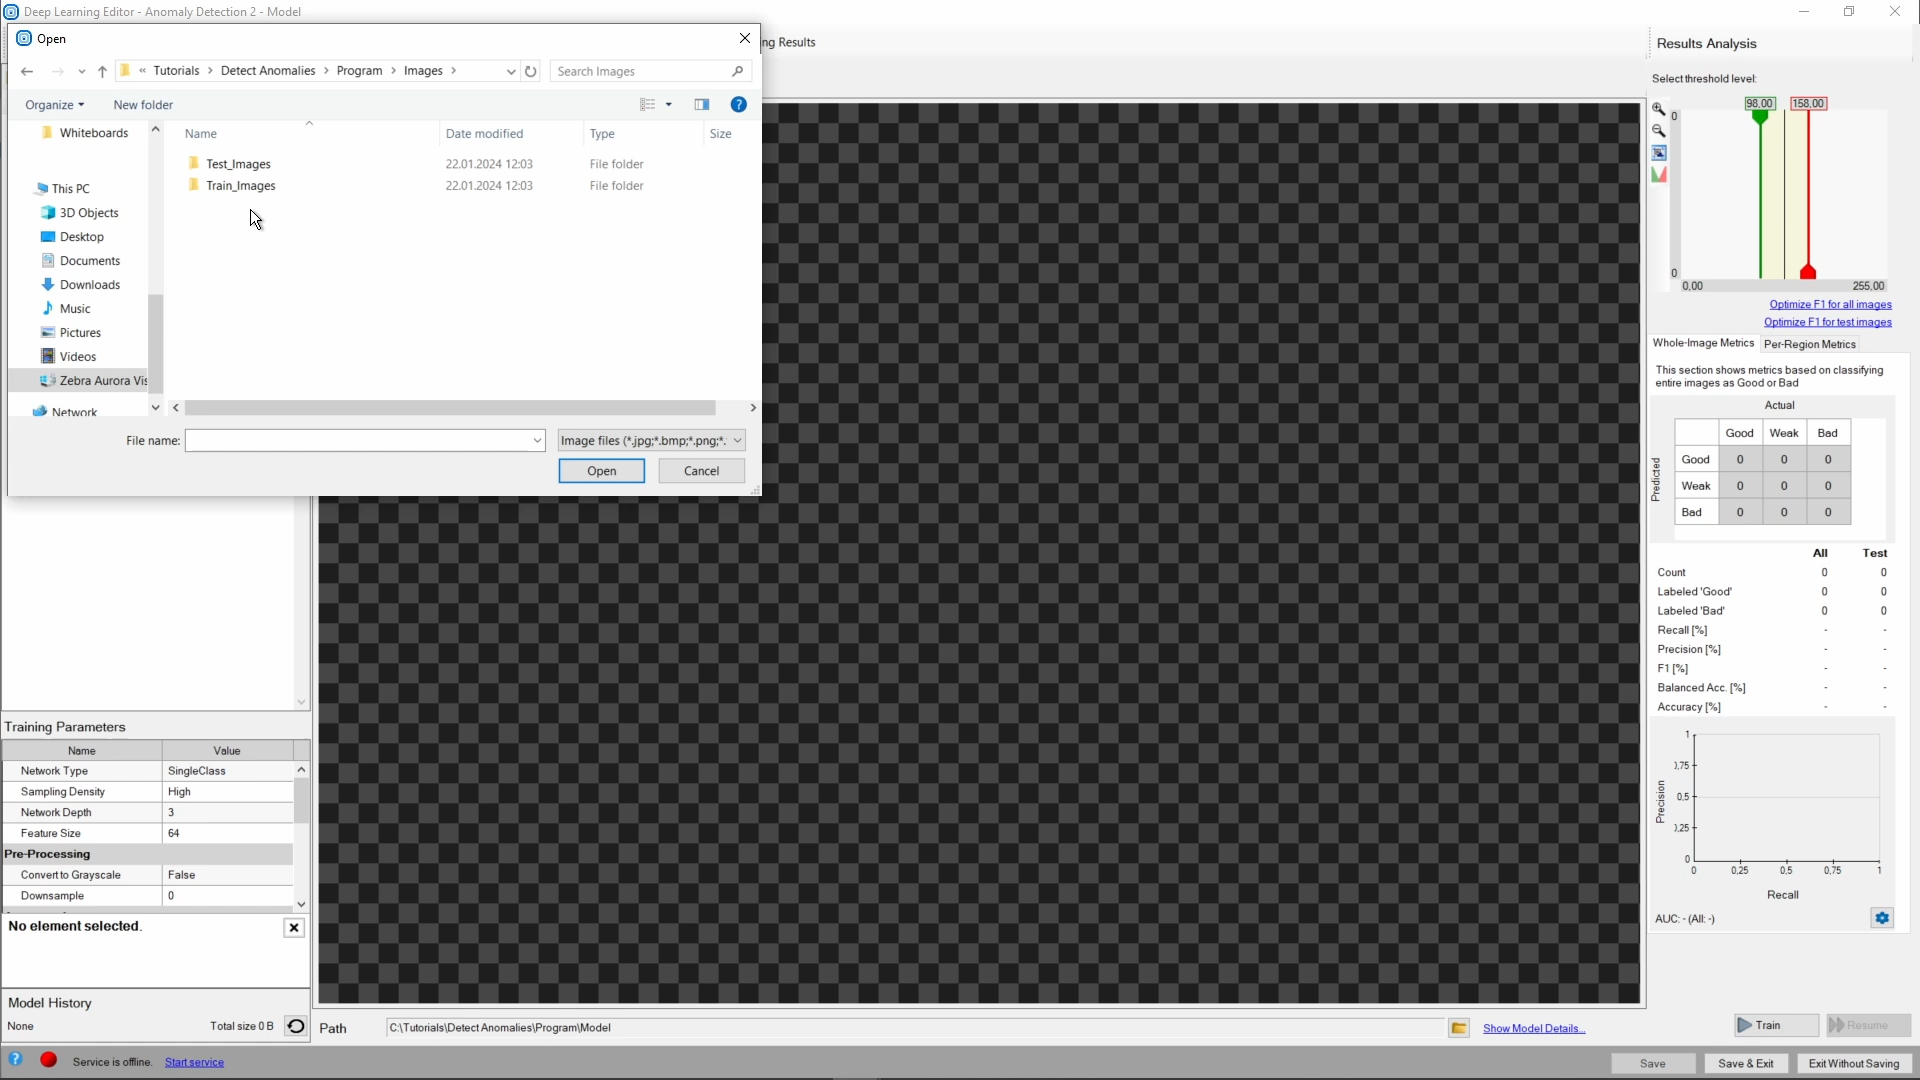 Deep Learning Editor - Anomaly Detection 2 - Model
Open
ng Results
« Tutorials > Detect Anomalies > Program > Images >
Search Images
Organize
New folder
Whiteboards
This PC
3D Objects
Desktop
Documents
Downloads
Music
Pictures
Videos
Zebra Aurora Vis
Network
Name Date modified Type Size
Test_Images 22.01.2024 12:03 File folder
Train_Images 22.01.2024 12:03 File folder
File name:
Image files (*.jpg;*.bmp;*.png;*.
Open
Cancel
Training Parameters
Name Value
Network Type SingleClass
Sampling Density High
Network Depth 3
Feature Size 64
Pre-Processing
Convert to Grayscale False
Downsample 0
No element selected.
Model History
None Total size 0 B
Path C:\Tutorials\Detect Anomalies\Program\Model
Show Model Details...
Service is offline. Start service
Results Analysis
Select threshold level:
98,00 158,00
0
0
0,00 255,00
Optimize F1 for all images
Optimize F1 for test images
Whole-Image Metrics Per-Region Metrics
This section shows metrics based on classifying
entire images as Good or Bad
Actual
Predicted
Good Weak Bad
Good 0 0 0
Weak 0 0 0
Bad 0 0 0
All Test
Count 0 0
Labeled 'Good' 0 0
Labeled 'Bad' 0 0
Recall [%] - -
Precision [%] - -
F1 [%] - -
Balanced Acc. [%] - -
Accuracy [%] - -
Precision
1
),75
0,5
),25
0
0 0,25 0,5 0,75 1
Recall
AUC: - (All: -)
Train
Resume
Save
Save & Exit
Exit Without Saving